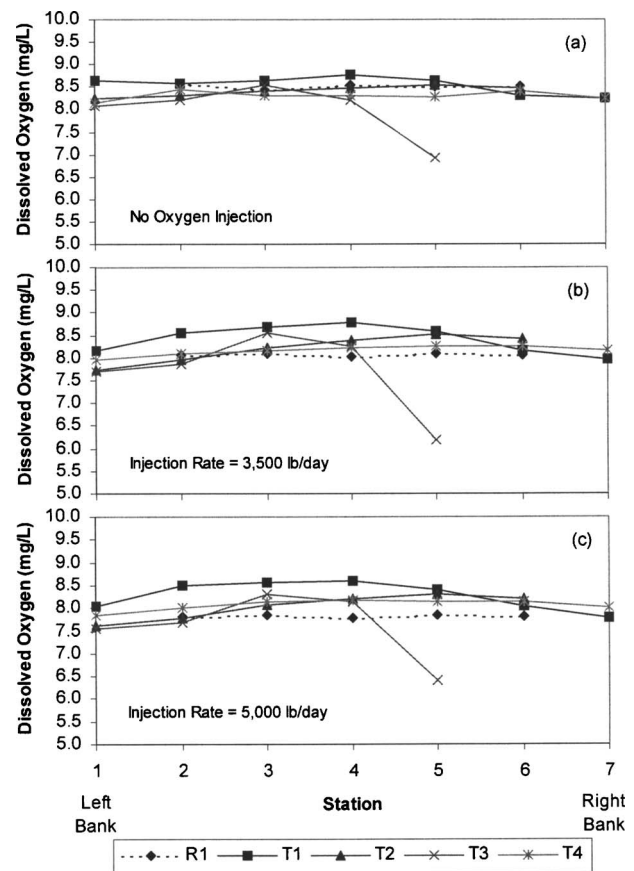 Dissolved Oxygen (mg/L)
10.0
9.5
9.0
8.5
8.0
7.5
7.0
6.5
6.0
5.5
5.0
(a)
No Oxygen Injection
Dissolved Oxygen (mg/L)
10.0
9.5
9.0
8.5
8.0
7.5
7.0
6.5
6.0
5.5
5.0
(b)
Injection Rate = 3,500 lb/day
Dissolved Oxygen (mg/L)
10.0
9.5
9.0
8.5
8.0
7.5
7.0
6.5
6.0
5.5
5.0
(c)
Injection Rate = 5,000 lb/day
1 2 3 4 5 6 7
Left Bank
Station
Right Bank
R1 T1 T2 T3 T4